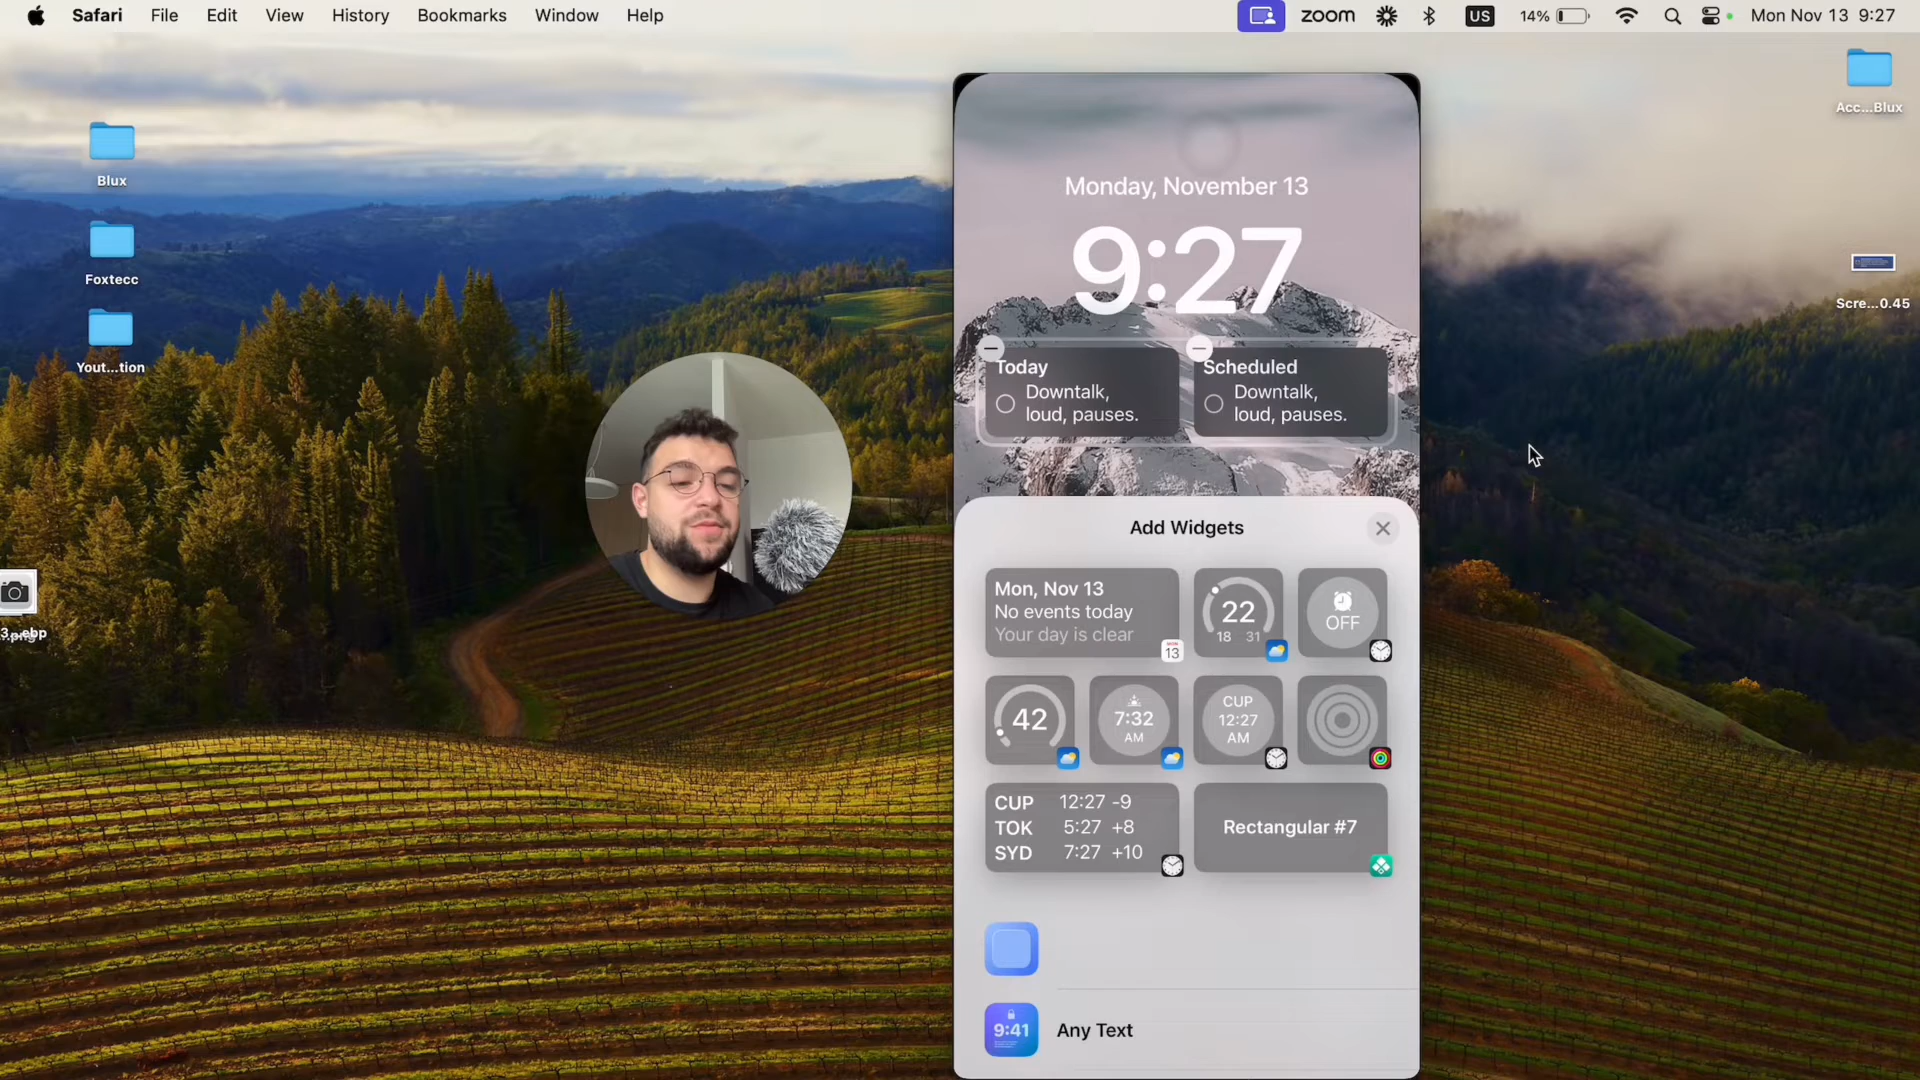 Safari File Edit View History Bookmarks Window Help
zoom US 14% Mon Nov 13 9:27
Blux
Foxtecc
Yout...tion
Acc...Blux
Scre...0.45
Monday, November 13
9:27
Today
Downtalk,
loud, pauses.
Scheduled
Downtalk,
loud, pauses.
Add Widgets
Mon, Nov 13
No events today
Your day is clear
13
22
18 31
OFF
42
7:32
AM
CUP
12:27
AM
CUP 12:27 -9
TOK 5:27 +8
SYD 7:27 +10
Rectangular #7
9:41
Any Text